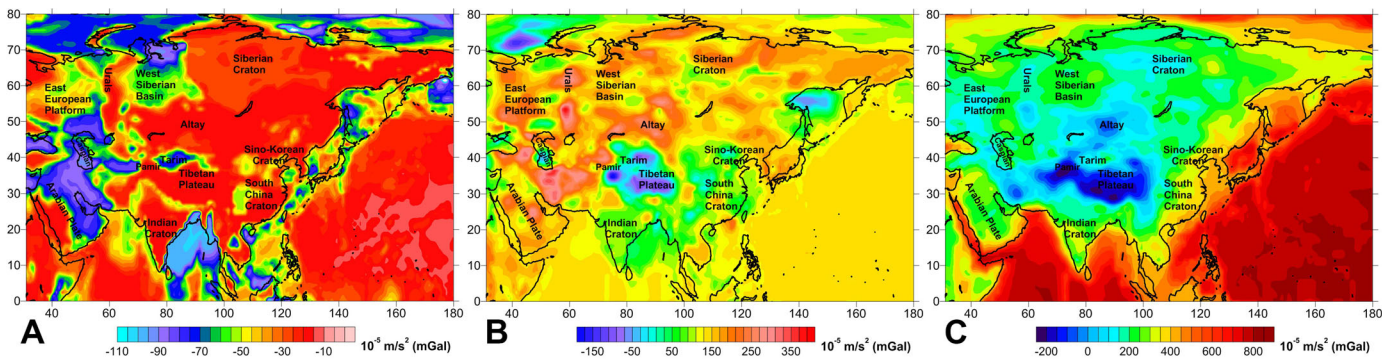 80
70
60
50
40
30
20
10
0
40 60 80 100 120 140 160 180
Siberian
Craton
Urals
West
Siberian
Basin
East
European
Platform
Altay
Caspian
Sino-Korean
Craton
Tarim
Pamir
Tibetan
Plateau
South
China
Craton
Arabian Plate
Indian
Craton
A
-110 -90 -70 -50 -30 -10
10⁻⁵ m/s² (mGal)
80
70
60
50
40
30
20
10
0
40 60 80 100 120 140 160 180
Siberian
Craton
Urals
West
Siberian
Basin
East
European
Platform
Altay
Caspian
Sino-Korean
Craton
Tarim
Pamir
Tibetan
Plateau
South
China
Craton
Arabian Plate
Indian
Craton
B
-150 -50 50 150 250 350
10⁻⁵ m/s² (mGal)
80
70
60
50
40
30
20
10
0
40 60 80 100 120 140 160 180
Siberian
Craton
Urals
West
Siberian
Basin
East
European
Platform
Altay
Caspian
Sino-Korean
Craton
Tarim
Pamir
Tibetan
Plateau
South
China
Craton
Arabian Plate
Indian
Craton
C
-200 0 200 400 600 800
10⁻⁵ m/s² (mGal)